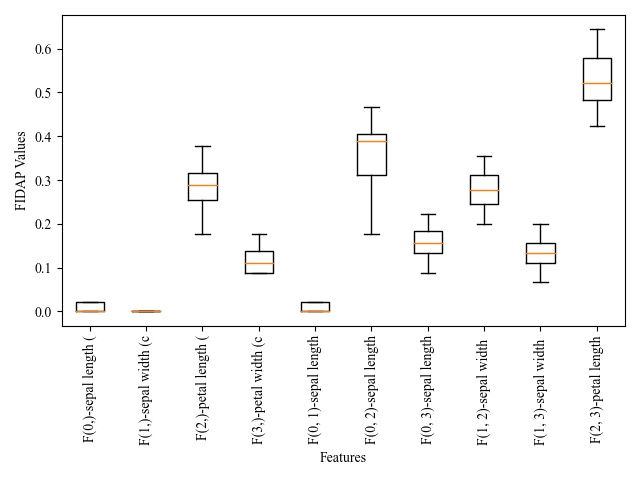 FIDAP Values
0.6
0.5
0.4
0.3
0.2
0.1
0.0
F(0,)-sepal length (
F(1,)-sepal width (c
F(2,)-petal length (
F(3,)-petal width (c
F(0, 1)-sepal length
F(0, 2)-sepal length
F(0, 3)-sepal length
F(1, 2)-sepal width
F(1, 3)-sepal width
F(2, 3)-petal length
Features